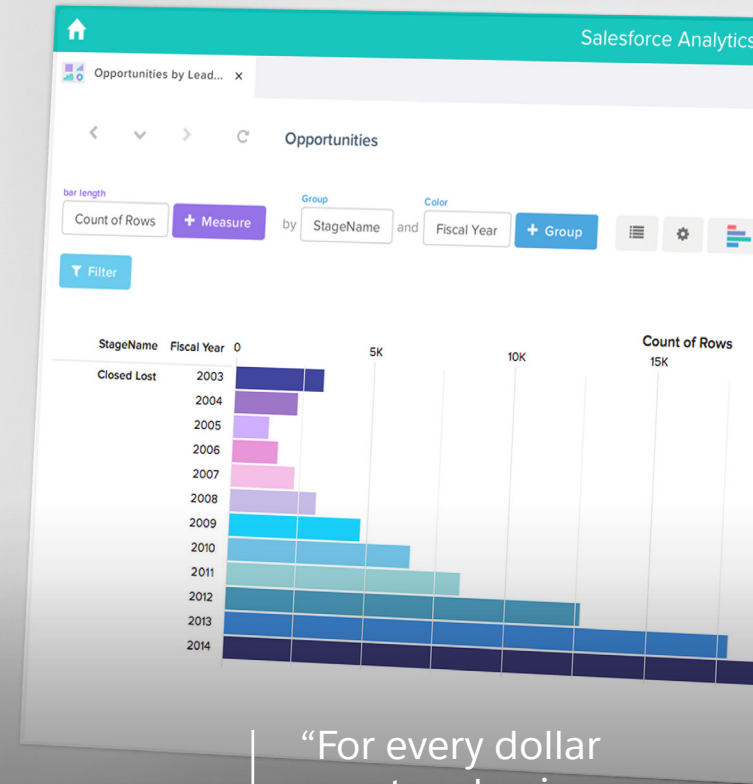 Salesforce Analytics
Opportunities by Lead... x
Opportunities
bar length
Group
Color
Count of Rows
+ Measure
by
StageName
and
Fiscal Year
+ Group
Filter
Count of Rows
StageName Fiscal Year 0 5K 10K 15K
Closed Lost 2003
2004
2005
2006
2007
2008
2009
2010
2011
2012
2013
2014
“For every dollar